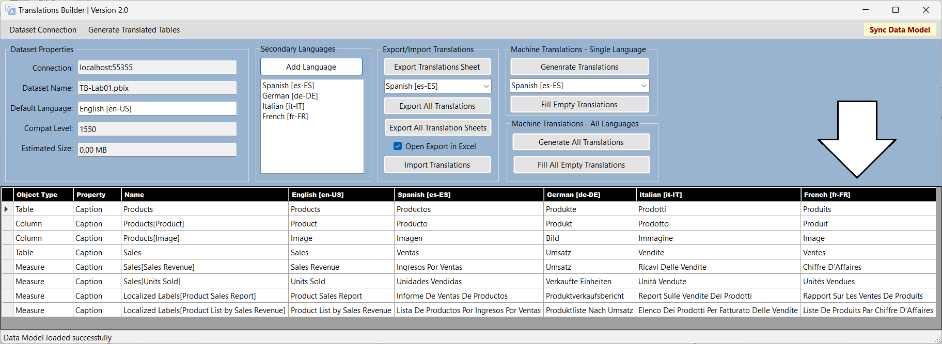 Translations Builder | Version 2.0
Dataset Connection Generate Translated Tables Sync Data Model
Dataset Properties
Connection: localhost:55355
Dataset Name: TB-Lab01.pbix
Default Language: English [en-US]
Compat Level: 1550
Estimated Size: 0.00 MB
Secondary Languages
Add Language
Spanish [es-ES]
German [de-DE]
Italian [it-IT]
French [fr-FR]
Export/Import Translations
Export Translations Sheet
Spanish [es-ES]
Export All Translations
Export All Translation Sheets
Open Export in Excel
Import Translations
Machine Translations - Single Language
Gienerate Translations
Spanish [es-ES]
Fill Empty Translations
Machine Translations - All Languages
Generate All Translations
Fill All Empty Translations
Object Type Property Name English [en-US] Spanish [es-ES] German [de-DE] Italian [it-IT] French [fr-FR]
Table Caption Products Products Productos Produkte Prodotti Produits
Column Caption Products[Product] Product Producto Produkt Prodotto Produit
Column Caption Products[Image] Image Imagen Bild Immagine Image
Table Caption Sales Sales Ventas Umsatz Vendite Ventes
Measure Caption Sales[Sales Revenue] Sales Revenue Ingresos Por Ventas Umsatz Ricavi Delle Vendite Chiffre D'Affaires
Measure Caption Sales[Units Sold] Units Sold Unidades Vendidas Verkaufte Einheiten Unità Vendute Unités Vendues
Measure Caption Localized Labels[Product Sales Report] Product Sales Report Informe De Ventas De Productos Produktverkaufsbericht Report Sulle Vendite Dei Prodotti Rapport Sur Les Ventes De Produits
Measure Caption Localized Labels[Product List by Sales Revenue] Product List by Sales Revenue Lista De Productos Por Ingresos Por Ventas Produktliste Nach Umsatz Elenco Dei Prodotti Per Fatturato Delle Vendite Liste De Produits Par Chiffre D'Affaires
Data Model loaded successfully